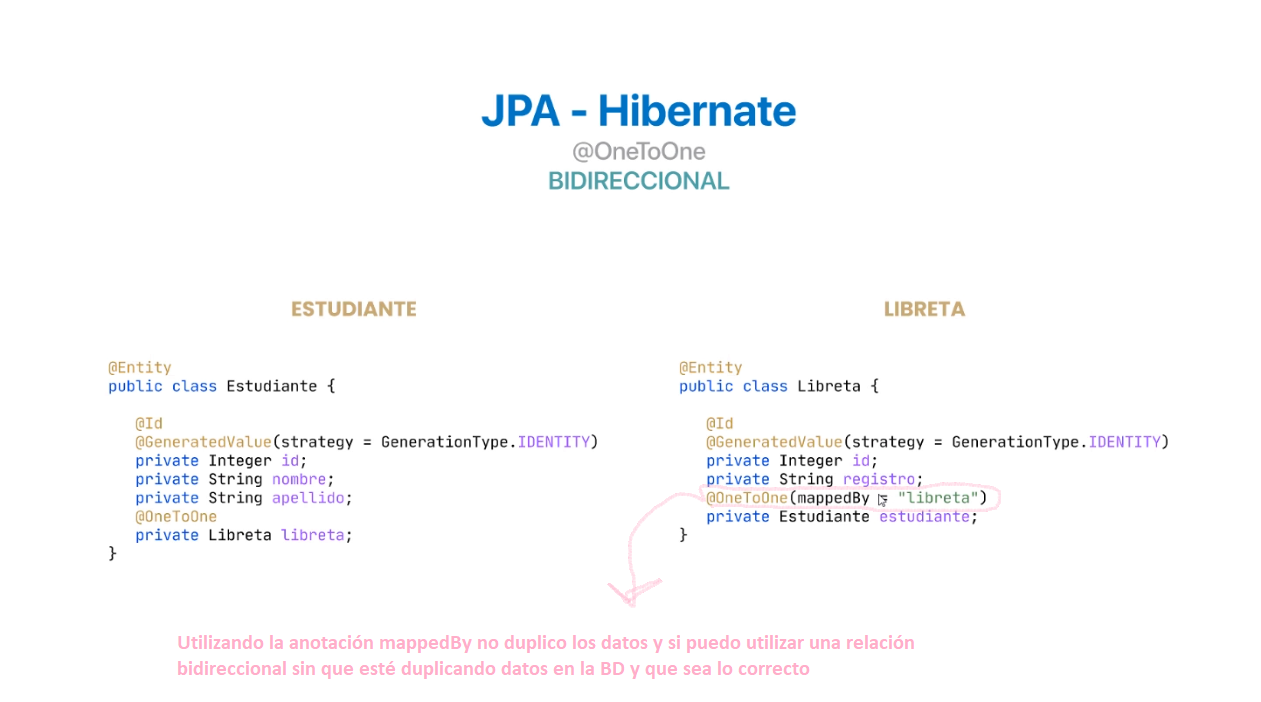 JPA - Hibernate
@OneToOne
BIDIRECCIONAL
ESTUDIANTE
@Entity
public class Estudiante {
@Id
@GeneratedValue(strategy = GenerationType.IDENTITY)
private Integer id;
private String nombre;
private String apellido;
@OneToOne
private Libreta libreta;
}
LIBRETA
@Entity
public class Libreta {
@Id
@GeneratedValue(strategy = GenerationType.IDENTITY)
private Integer id;
private String registro;
@OneToOne(mappedBy = "libreta")
private Estudiante estudiante;
}
Utilizando la anotación mappedBy no duplico los datos y si puedo utilizar una relación
bidireccional sin que esté duplicando datos en la BD y que sea lo correcto